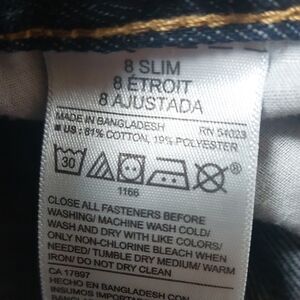 8 SLIM
8 ÉTROIT
8 AJUSTADA
MADE IN BANGLADESH RN 54023
US: 81% COTTON, 19% POLYESTER
30
1166
CLOSE ALL FASTENERS BEFORE
WASHING/ MACHINE WASH COLD/
WASH AND DRY WITH LIKE COLORS/
ONLY NON-CHLORINE BLEACH WHEN
NEEDED/ TUMBLE DRY MEDIUM/ WARM
IRON/ DO NOT DRY CLEAN
CA 17897
HECHO EN BANGLADESH CON
INSUMOS IMPORTADOS